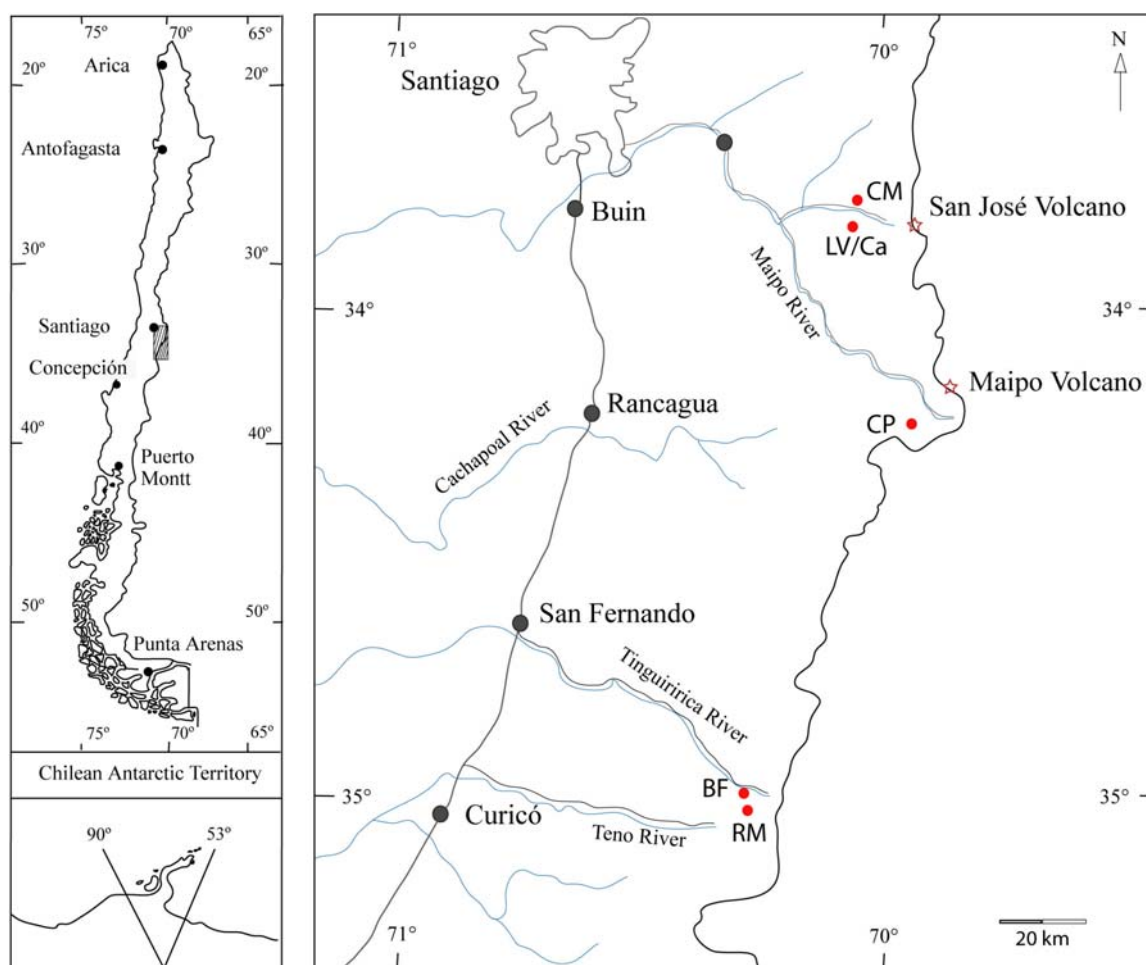 75°
70°
65°
Arica
20°
20°
Antofagasta
30°
30°
Santiago
Concepción
40°
40°
Puerto
Montt
50°
50°
Punta Arenas
75°
70°
65°
Chilean Antarctic Territory
90°
53°
71°
70°
N
Santiago
CM
Buin
San José Volcano
LV/Ca
Maipo River
34°
34°
Maipo Volcano
Rancagua
CP
Cachapoal River
San Fernando
Tinguiririca River
BF
35°
35°
Curicó
RM
Teno River
71°
70°
20 km